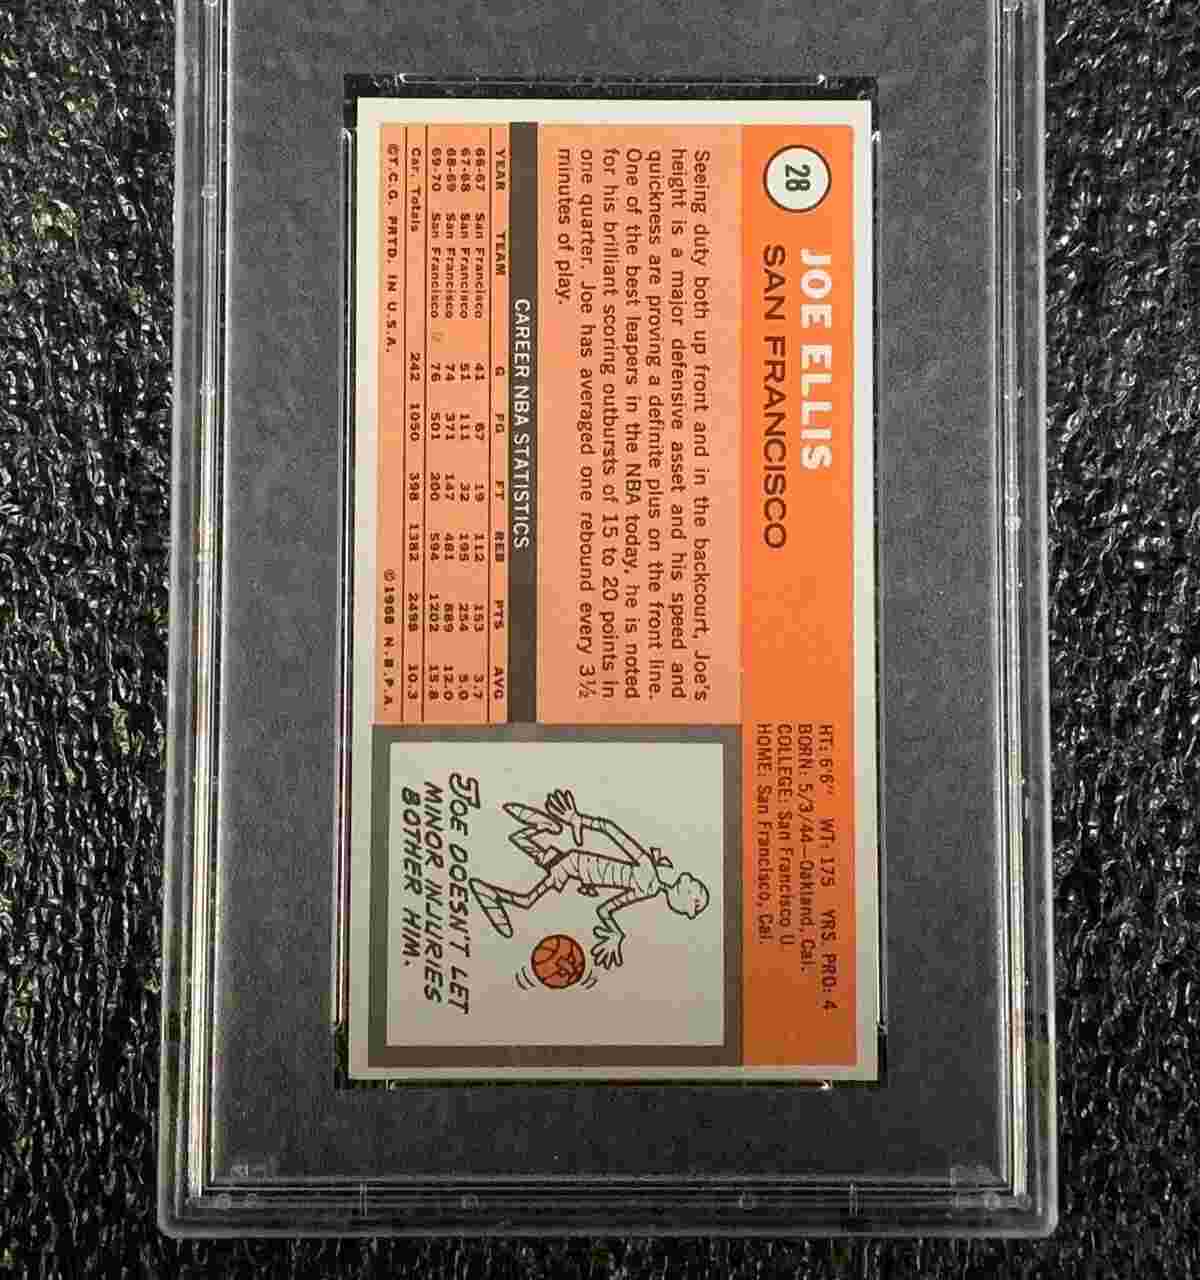 28
JOE ELLIS
SAN FRANCISCO
HT: 6'6" WT: 175 YRS. PRO: 4
BORN: 5/3/44—Oakland, Cal.
COLLEGE: San Francisco U
HOME: San Francisco, Cal.
Seeing duty both up front and in the backcourt, Joe's
height is a major defensive asset and his speed and
quickness are proving a definite plus on the front line.
One of the best leapers in the NBA today, he is noted
for his brilliant scoring outbursts of 15 to 20 points in
one quarter. Joe has averaged one rebound every 3½
minutes of play.
CAREER NBA STATISTICS
YEAR TEAM G FG FT REB PTS AVG
66-67 San Francisco 41 67 19 112 153 3.7
67-68 San Francisco 51 111 32 195 254 5.0
68-69 San Francisco 74 371 147 481 889 12.0
69-70 San Francisco 76 501 200 594 1202 15.8
Car. Totals 242 1050 398 1382 2498 10.3
©T.C.G. PRTD. IN U.S.A. © 1968 N.B.P.A.
JOE DOESN'T LET
MINOR INJURIES
BOTHER HIM.